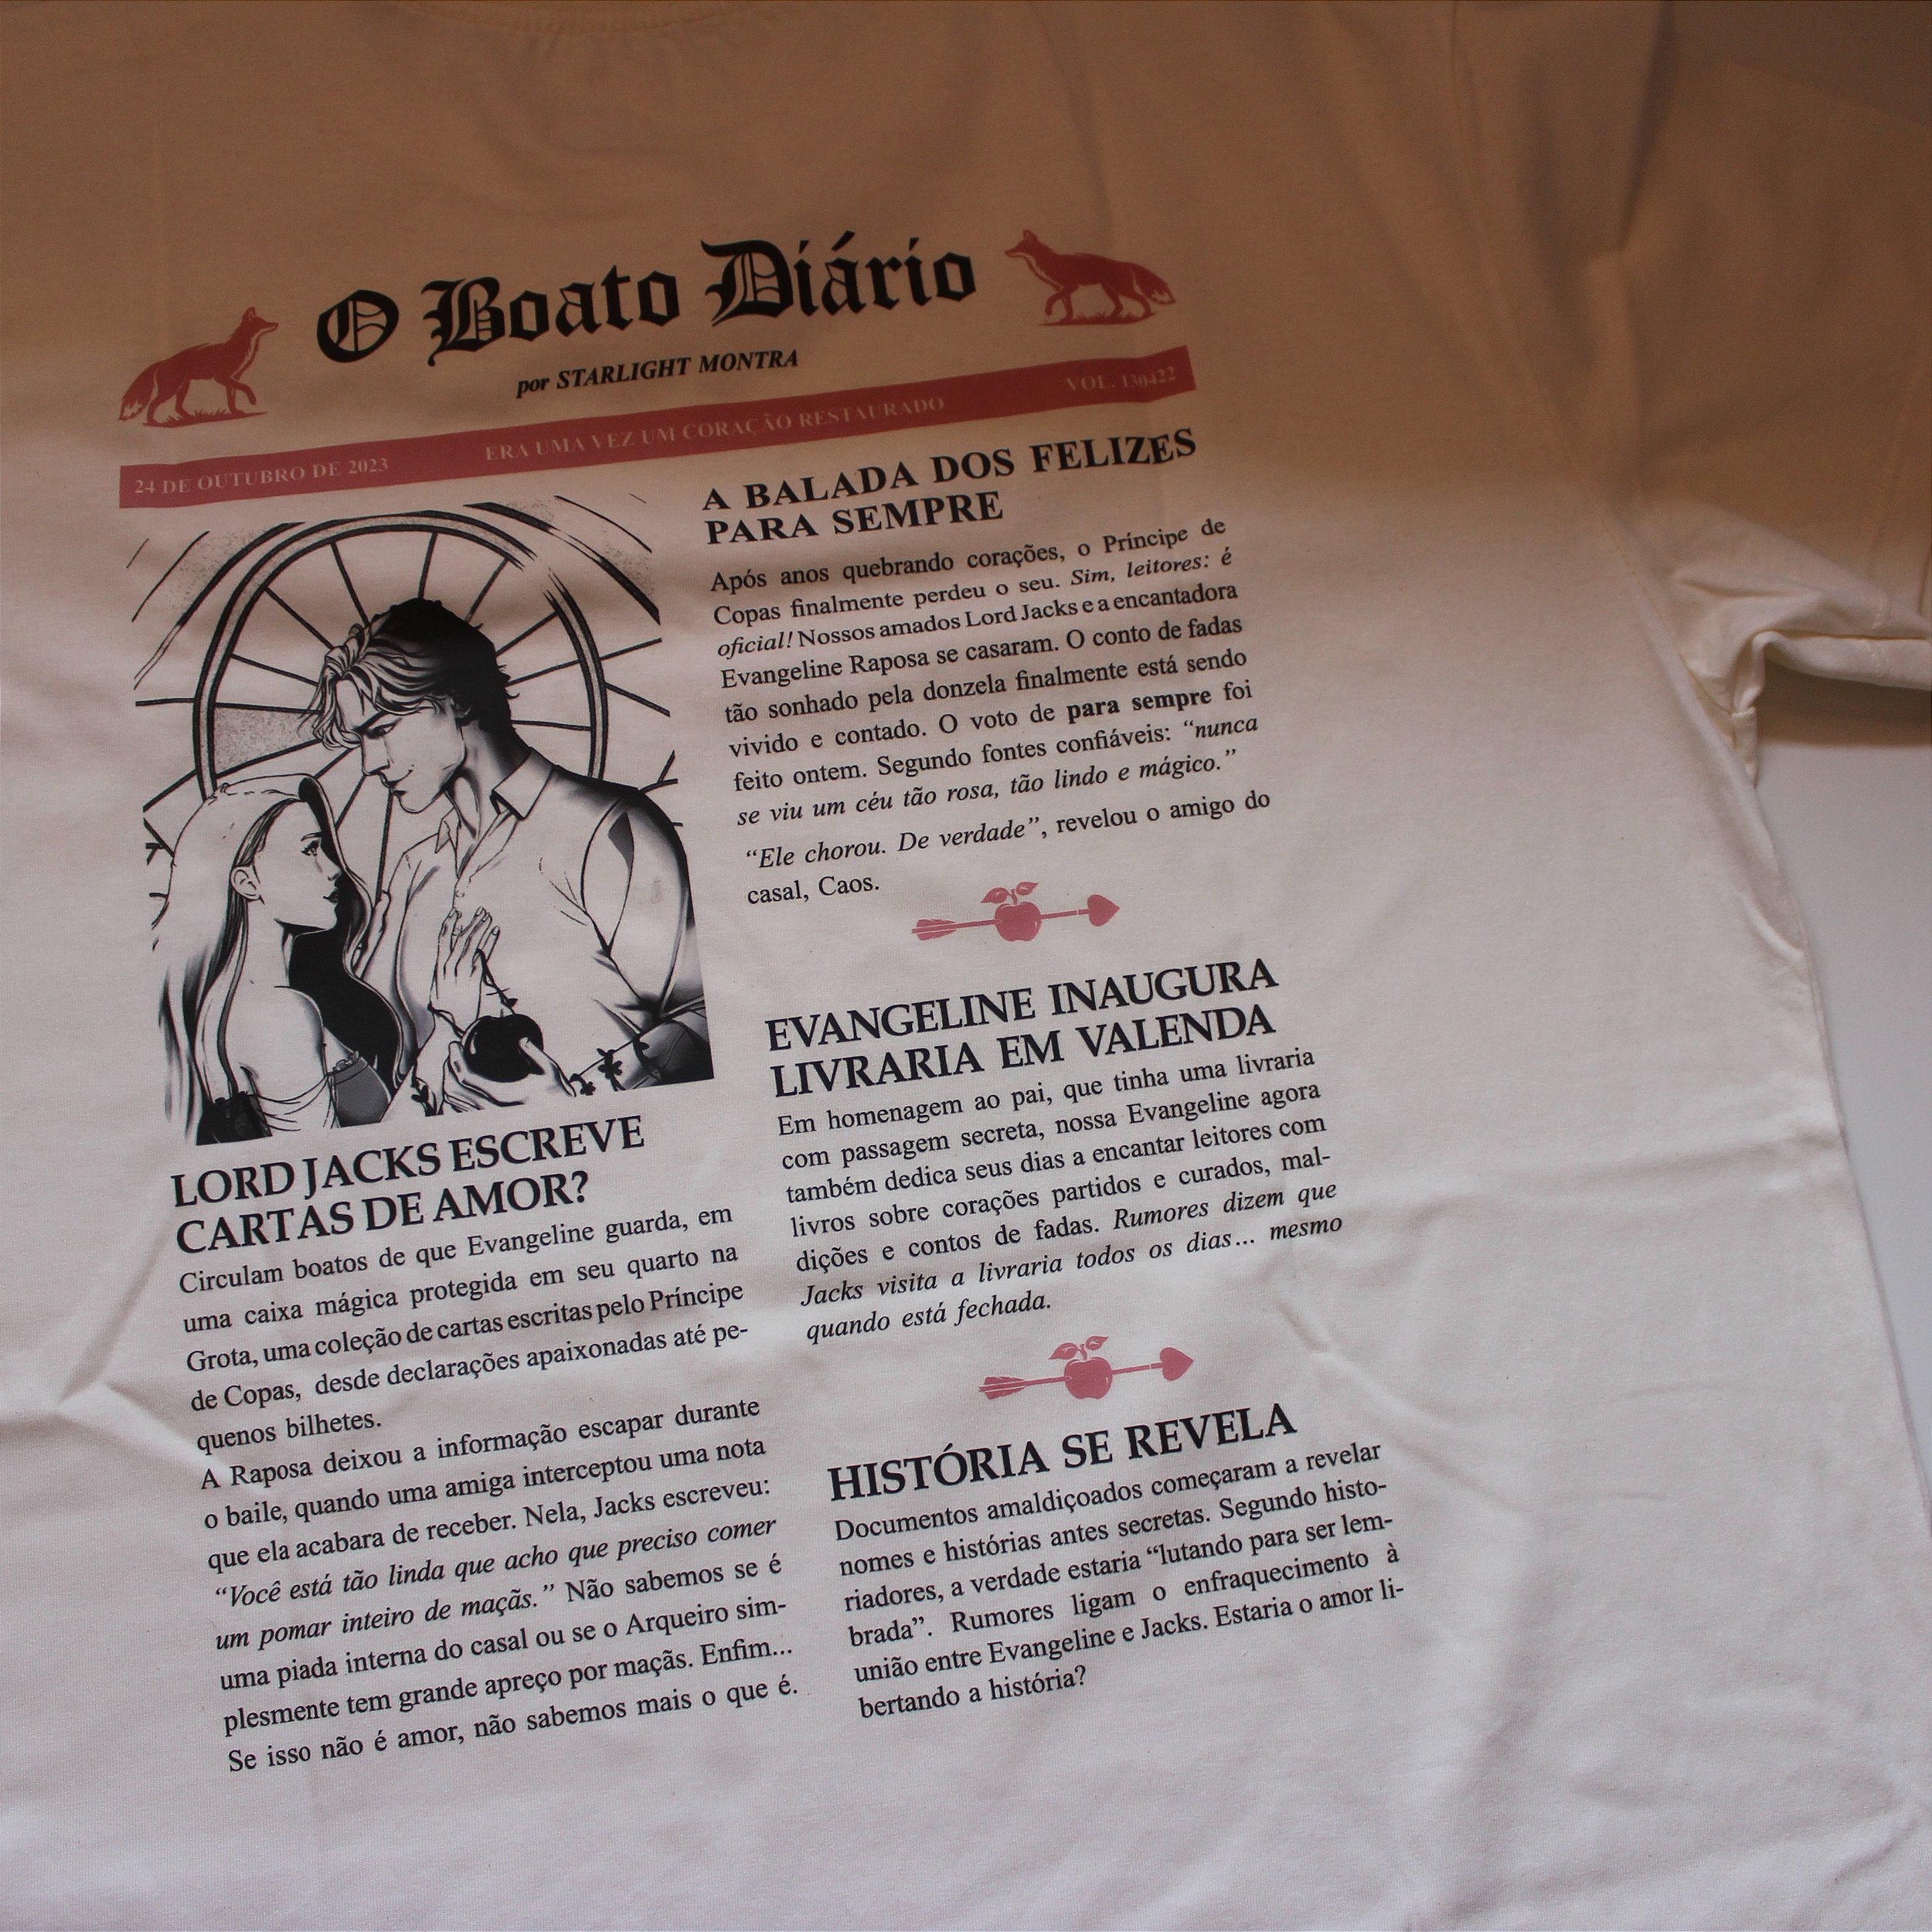 O Boato Diário
por STARLIGHT MONTRA
24 DE OUTUBRO DE 2023 ERA UMA VEZ UM CORAÇÃO RESTAURADO VOL. 130422
LORD JACKS ESCREVE
CARTAS DE AMOR?
Circulam boatos de que Evangeline guarda, em
uma caixa mágica protegida em seu quarto na
Grota, uma coleção de cartas escritas pelo Príncipe
de Copas, desde declarações apaixonadas até pe-
quenos bilhetes.
A Raposa deixou a informação escapar durante
o baile, quando uma amiga interceptou uma nota
que ela acabara de receber. Nela, Jacks escreveu:
“Você está tão linda que acho que preciso comer
um pomar inteiro de maçãs.” Não sabemos se é
uma piada interna do casal ou se o Arqueiro sim-
plesmente tem grande apreço por maçãs. Enfim...
Se isso não é amor, não sabemos mais o que é.
A BALADA DOS FELIZES
PARA SEMPRE
Após anos quebrando corações, o Príncipe de
Copas finalmente perdeu o seu. Sim, leitores: é
oficial! Nossos amados Lord Jacks e a encantadora
Evangeline Raposa se casaram. O conto de fadas
tão sonhado pela donzela finalmente está sendo
vivido e contado. O voto de para sempre foi
feito ontem. Segundo fontes confiáveis: “nunca
se viu um céu tão rosa, tão lindo e mágico.”
“Ele chorou. De verdade”, revelou o amigo do
casal, Caos.
EVANGELINE INAUGURA
LIVRARIA EM VALENDA
Em homenagem ao pai, que tinha uma livraria
com passagem secreta, nossa Evangeline agora
também dedica seus dias a encantar leitores com
livros sobre corações partidos e curados, mal-
dições e contos de fadas. Rumores dizem que
Jacks visita a livraria todos os dias... mesmo
quando está fechada.
HISTÓRIA SE REVELA
Documentos amaldiçoados começaram a revelar
nomes e histórias antes secretas. Segundo histo-
riadores, a verdade estaria “lutando para ser lem-
brada”. Rumores ligam o enfraquecimento à
união entre Evangeline e Jacks. Estaria o amor li-
bertando a história?